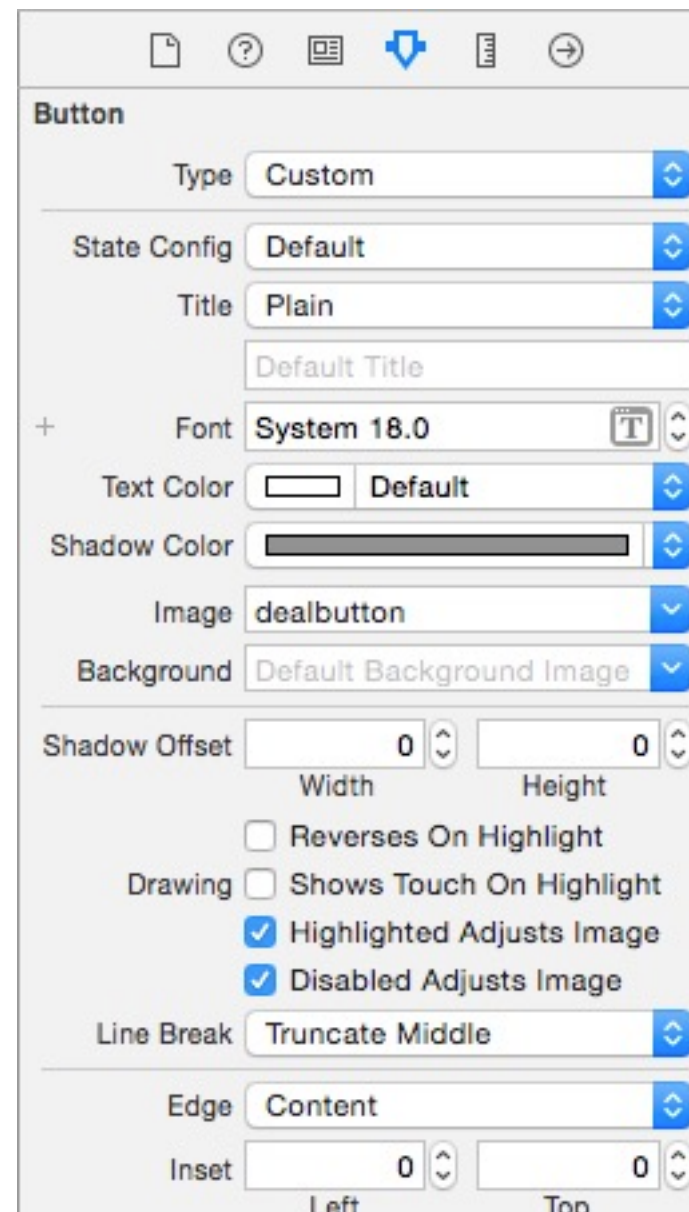 Button
Type Custom
State Config Default
Title Plain
Default Title
+ Font System 18.0 T
Text Color Default
Shadow Color
Image dealbutton
Background Default Background Image
Shadow Offset 0 0
Width Height
Reverses On Highlight
Drawing Shows Touch On Highlight
Highlighted Adjusts Image
Disabled Adjusts Image
Line Break Truncate Middle
Edge Content
Inset 0 0
Left Top